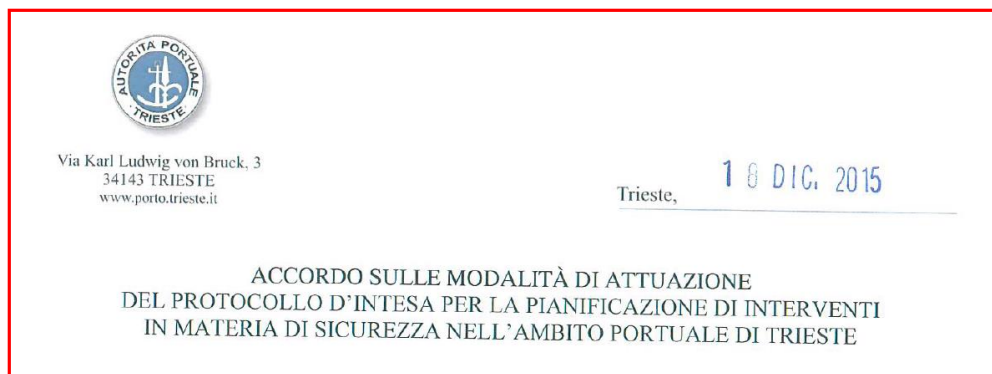 AUTORITÀ PORTUALE
· TRIESTE ·
Via Karl Ludwig von Bruck, 3
34143 TRIESTE
www.porto.trieste.it
Trieste, 18 DIC. 2015
ACCORDO SULLE MODALITÀ DI ATTUAZIONE
DEL PROTOCOLLO D'INTESA PER LA PIANIFICAZIONE DI INTERVENTI
IN MATERIA DI SICUREZZA NELL'AMBITO PORTUALE DI TRIESTE